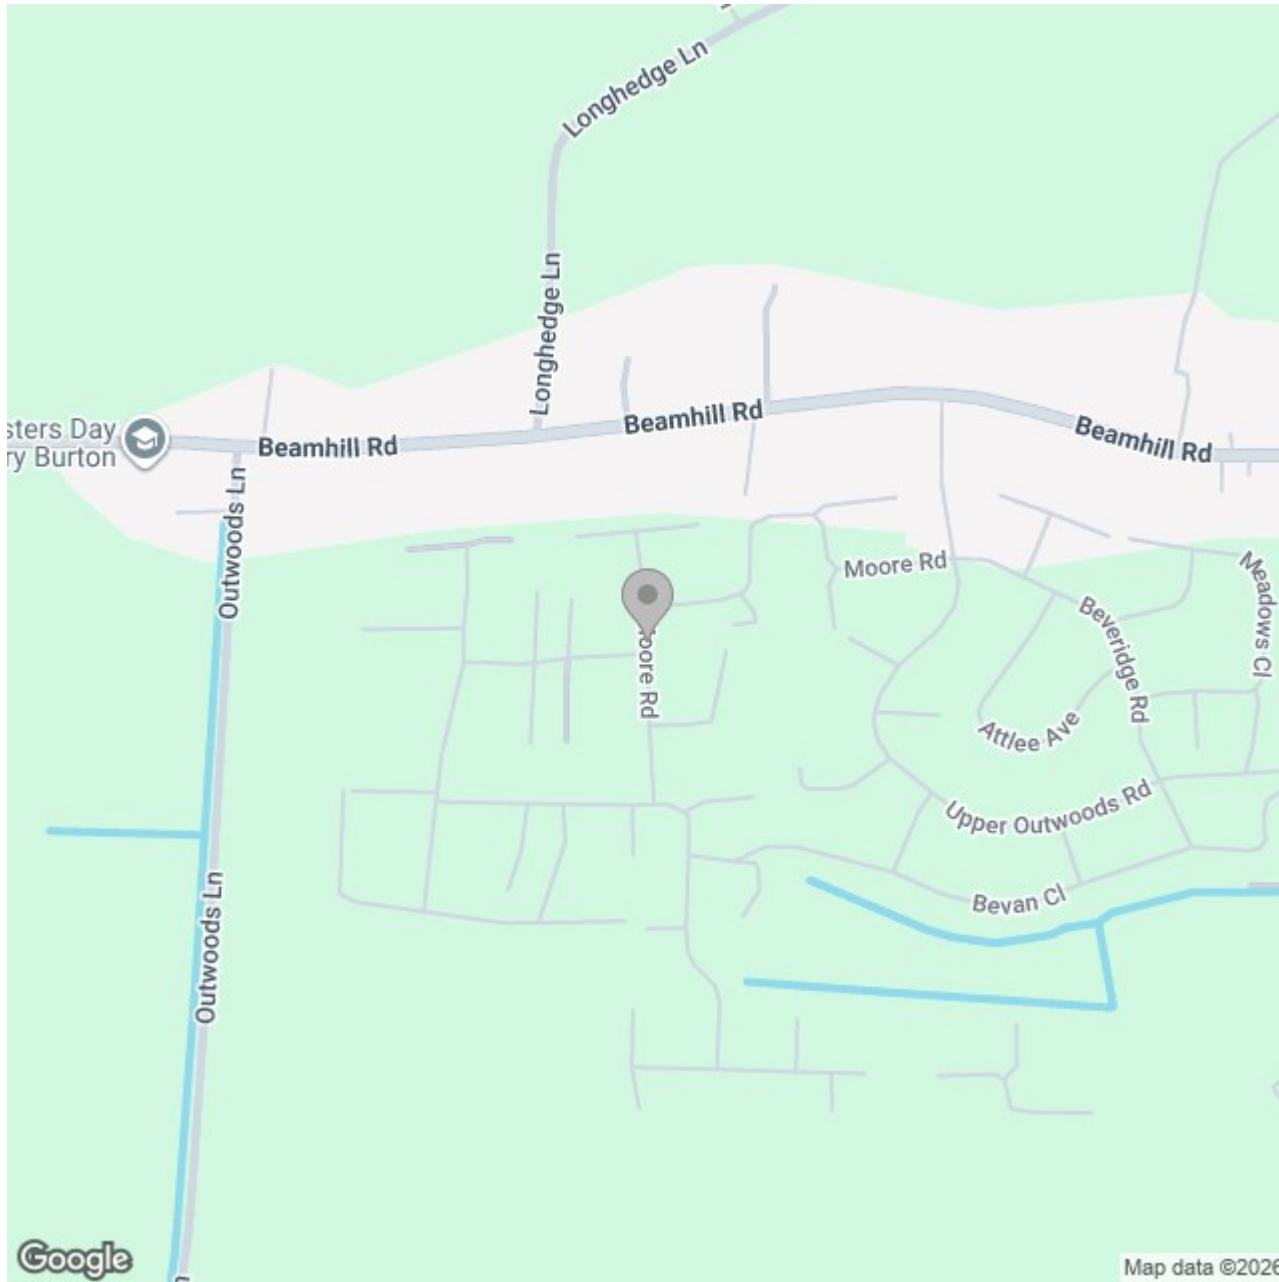 Longhedge Ln
Longhedge Ln
Beamhill Rd
Beamhill Rd
Beamhill Rd
sters Day
ry Burton
Outwoods Ln
Moore Rd
Meadows Cl
Beveridge Rd
oore Rd
Attlee Ave
Upper Outwoods Rd
Bevan Cl
Outwoods Ln
Google
Map data ©2026